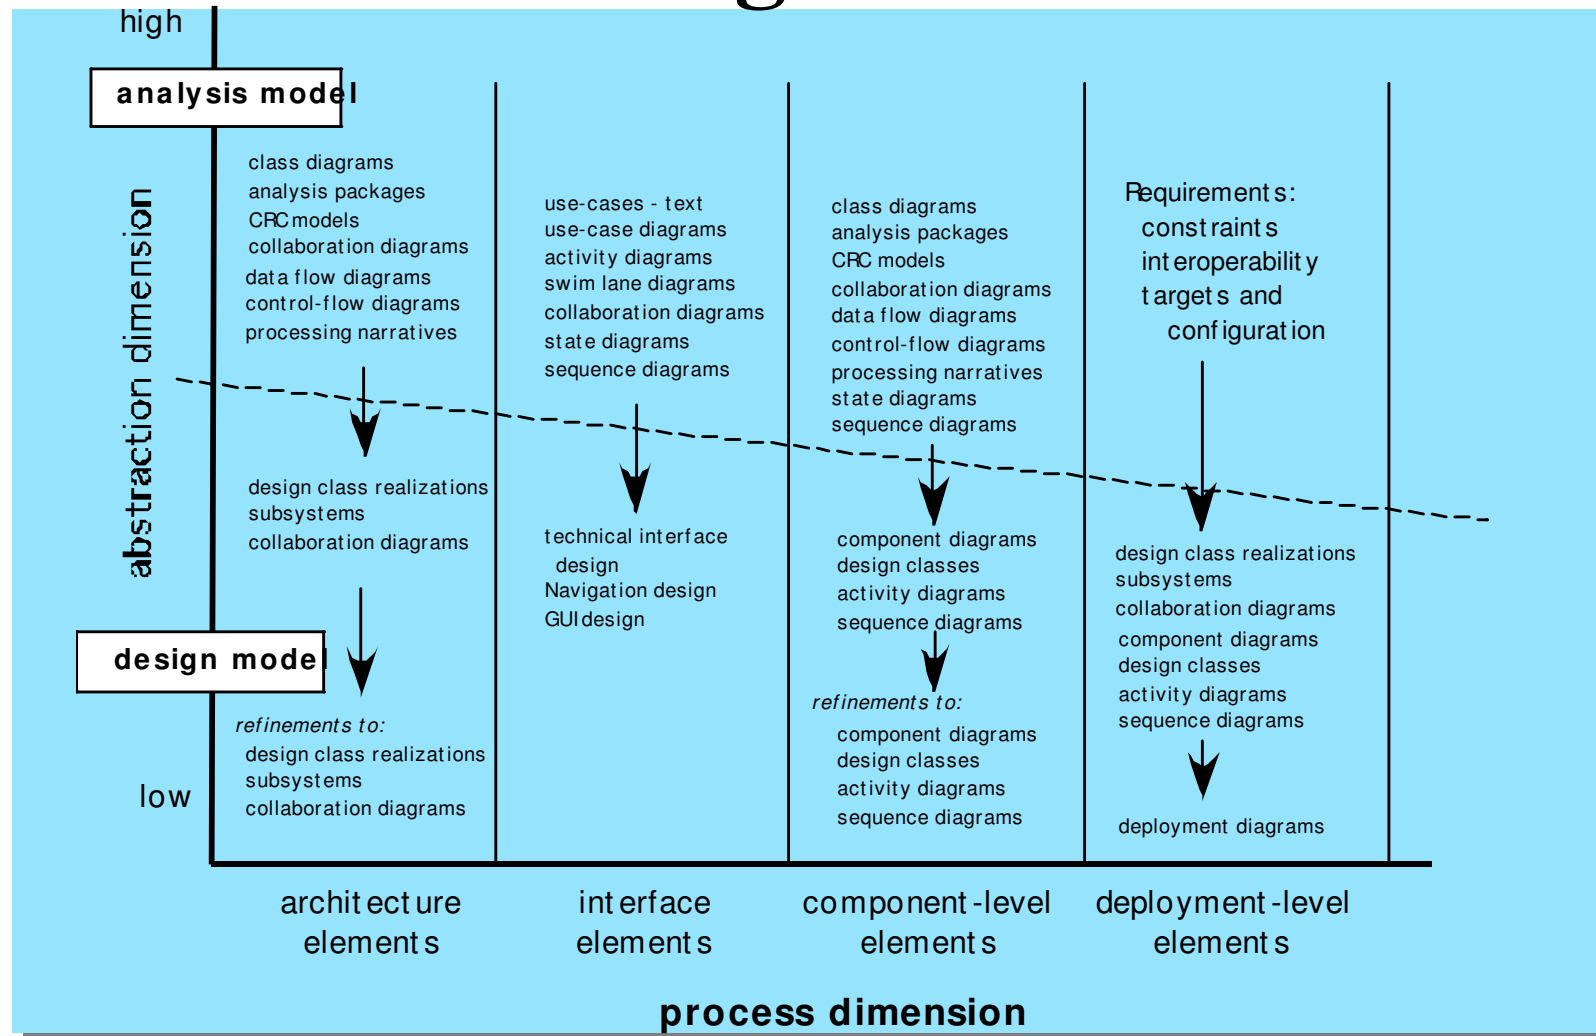 g
high
analysis model
abstraction dimension
class diagrams
analysis packages
CRC models
collaboration diagrams
data flow diagrams
control-flow diagrams
processing narratives
design class realizations
subsystems
collaboration diagrams
design model
refinements to:
design class realizations
subsystems
collaboration diagrams
low
use-cases - text
use-case diagrams
activity diagrams
swim lane diagrams
collaboration diagrams
state diagrams
sequence diagrams
technical interface
design
Navigation design
GUI design
class diagrams
analysis packages
CRC models
collaboration diagrams
data flow diagrams
control-flow diagrams
processing narratives
state diagrams
sequence diagrams
component diagrams
design classes
activity diagrams
sequence diagrams
refinements to:
component diagrams
design classes
activity diagrams
sequence diagrams
Requirements:
constraints
interoperability
targets and
configuration
design class realizations
subsystems
collaboration diagrams
component diagrams
design classes
activity diagrams
sequence diagrams
deployment diagrams
architecture
elements
interface
elements
component-level
elements
deployment-level
elements
process dimension